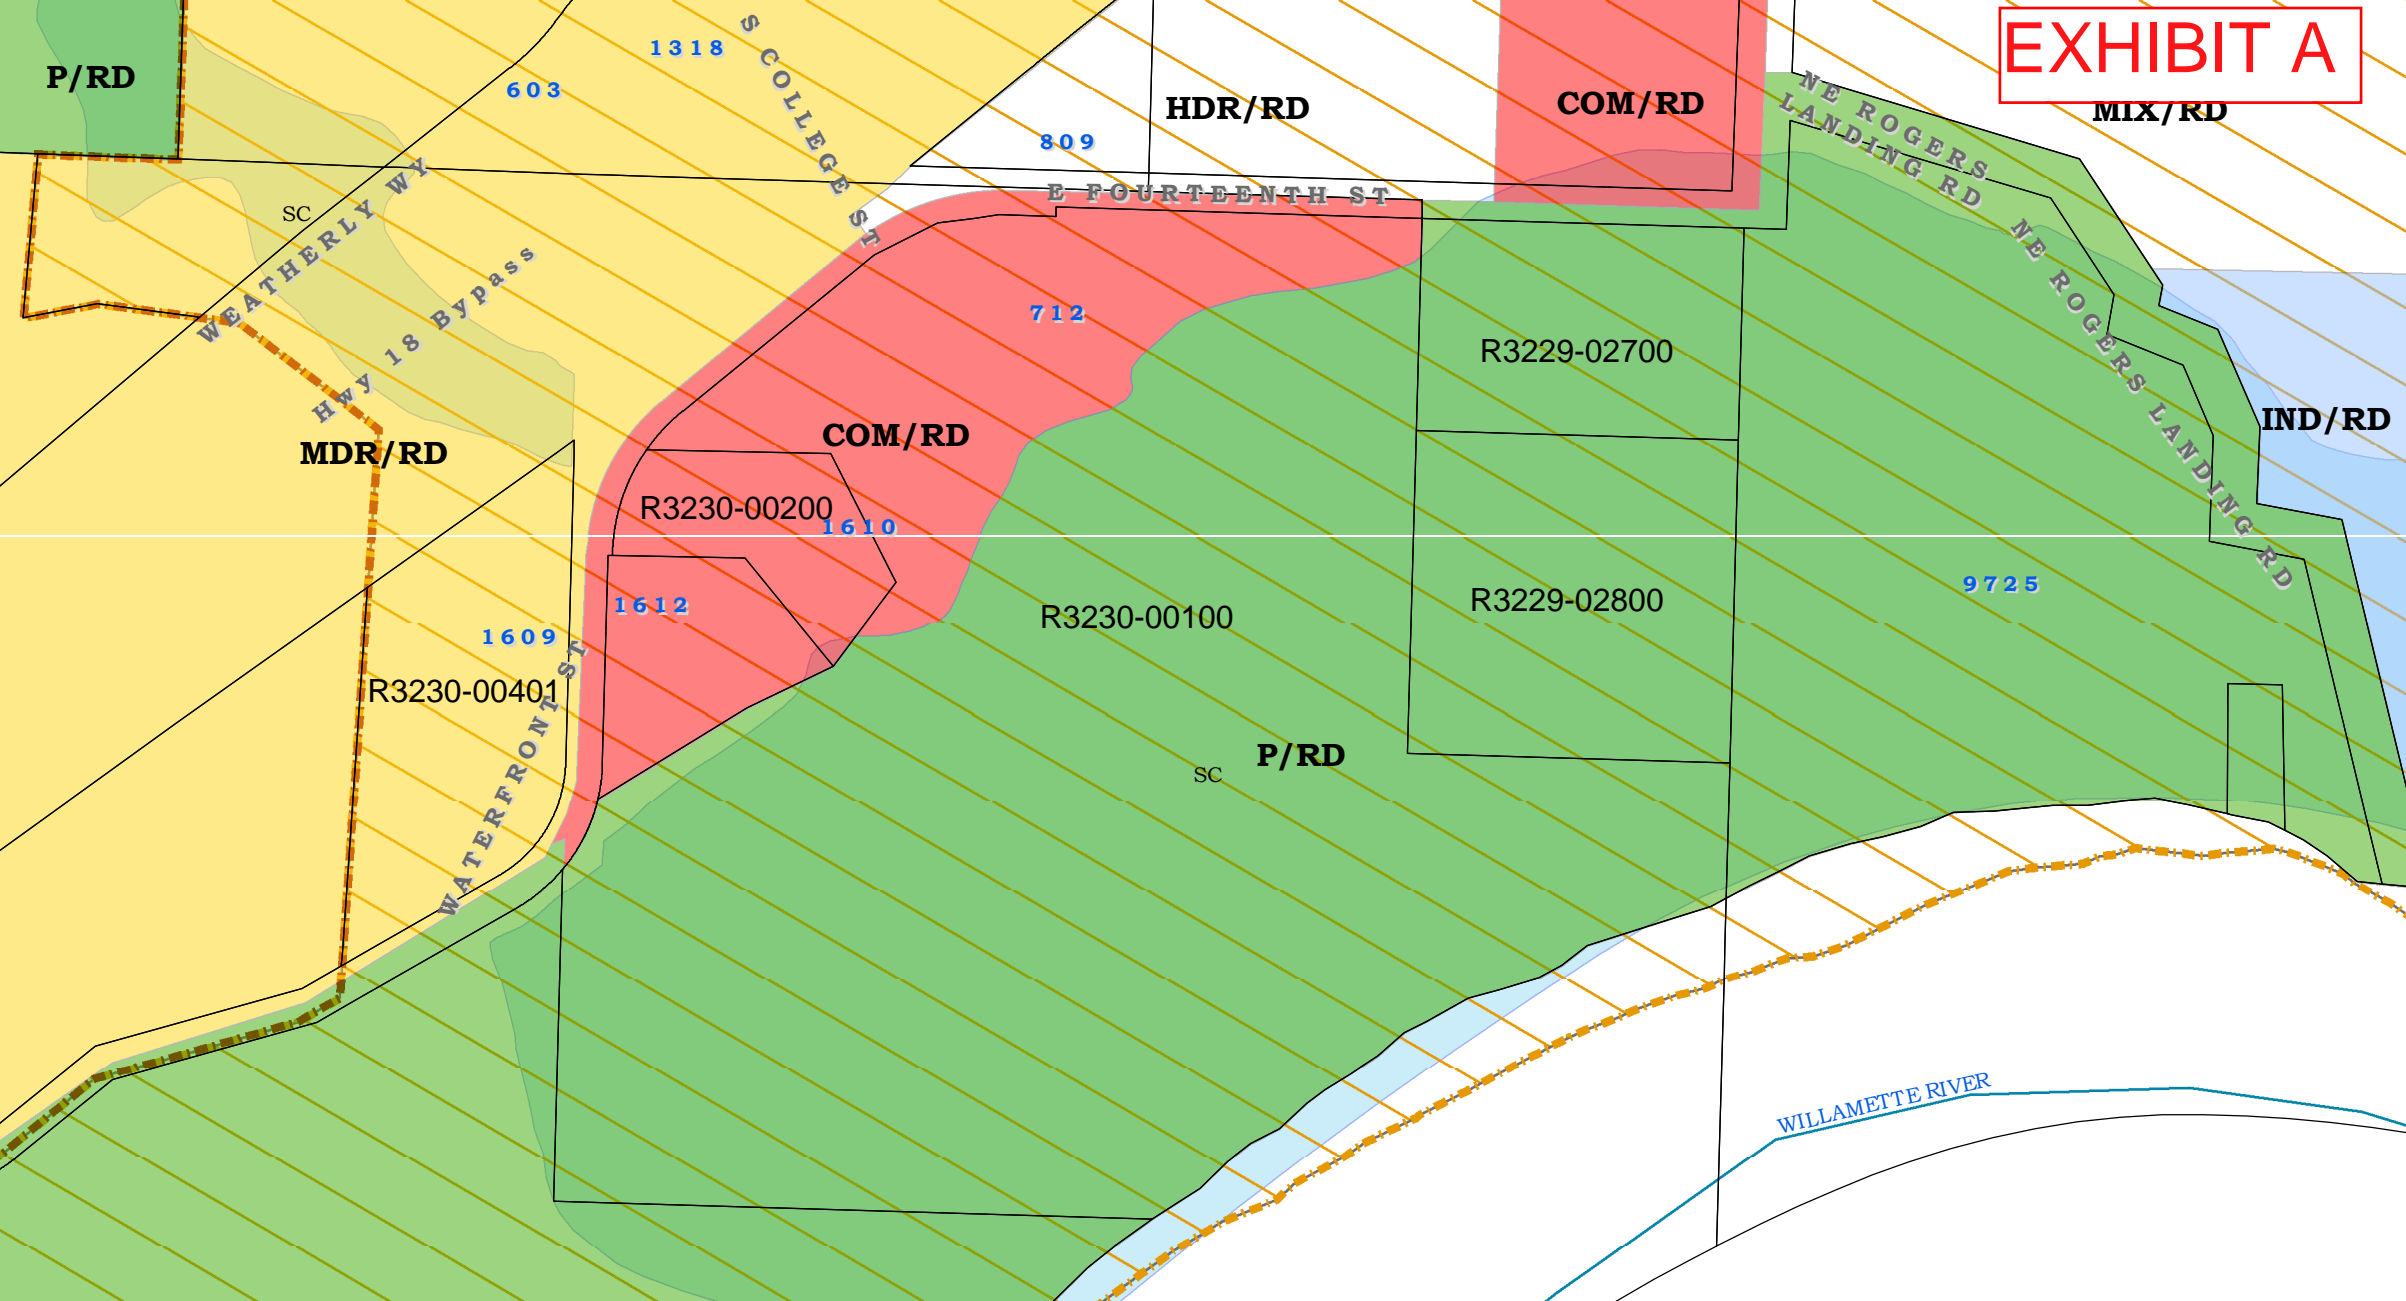 EXHIBIT A
P/RD
1318
603
S COLLEGE ST
809
HDR/RD
COM/RD
MIX/RD
NE ROGERS
LANDING RD
E FOURTEENTH ST
SC
WEATHERLY WY
Hwy 18 Bypass
NE ROGERS LANDING RD
712
R3229-02700
MDR/RD
COM/RD
IND/RD
R3230-00200
1610
1612
1609
R3230-00401
WATERFRONT ST
R3230-00100
R3229-02800
9725
P/RD
SC
WILLAMETTE RIVER